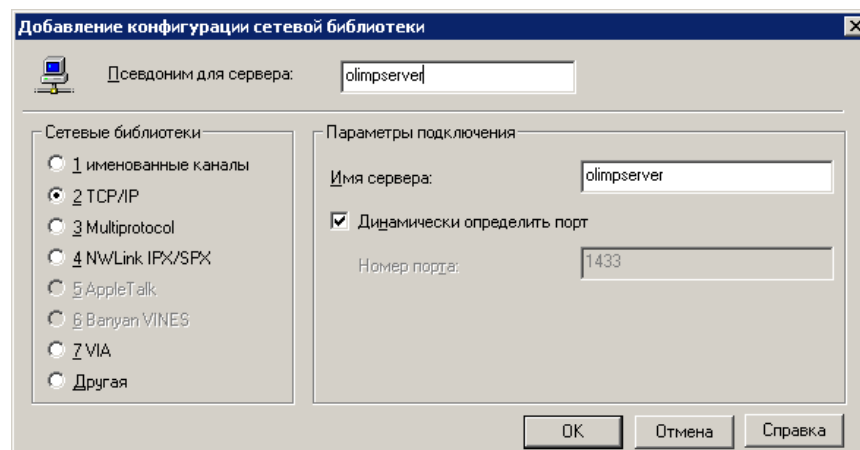 Добавление конфигурации сетевой библиотеки
Псевдоним для сервера: olimpserver
Сетевые библиотеки
1 именованные каналы
2 TCP/IP
3 Multiprotocol
4 NWLink IPX/SPX
5 AppleTalk
6 Banyan VINES
7 VIA
Другая
Параметры подключения
Имя сервера: olimpserver
Динамически определить порт
Номер порта: 1433
OK Отмена Справка